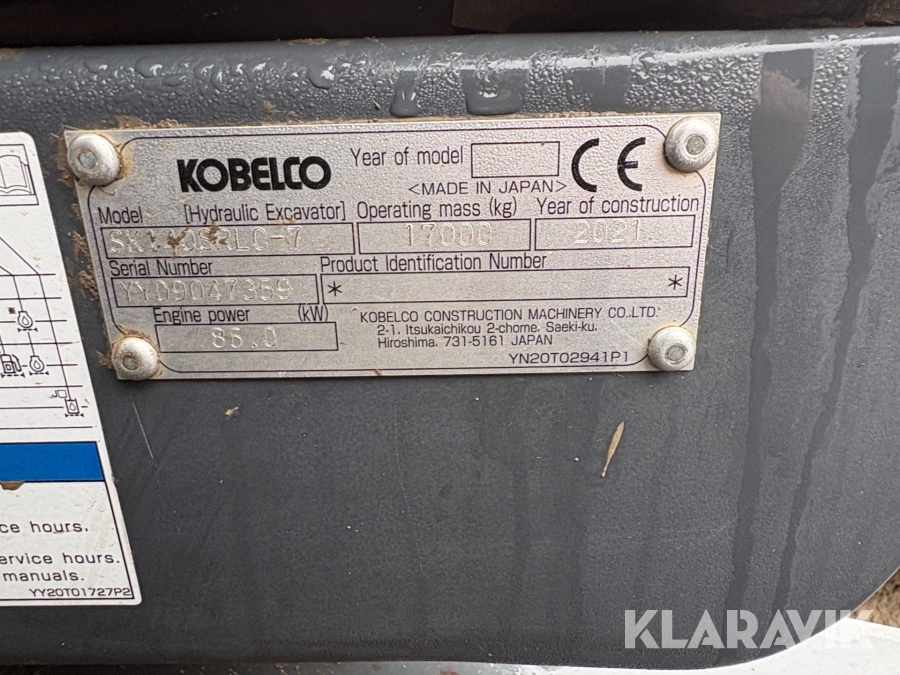 KOBELCO
Year of model
<MADE IN JAPAN>
CE
Model [Hydraulic Excavator] Operating mass (kg) Year of construction
SK140SRLC-7 17000 2021
Serial Number Product Identification Number
YY09047359 * *
Engine power (kW)
86.0
KOBELCO CONSTRUCTION MACHINERY CO.,LTD.
2-1, Itsukaichikou 2-chome, Saeki-ku,
Hiroshima, 731-5161 JAPAN
YN20T02941P1
ce hours.
ervice hours.
manuals.
YY20T01727P2
KLARAVIK